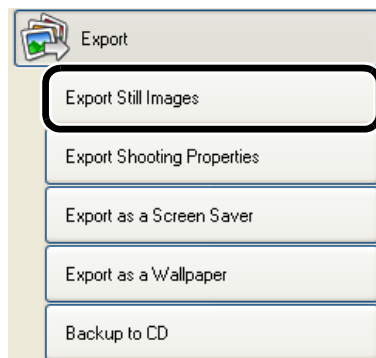 Export
Export Still Images
Export Shooting Properties
Export as a Screen Saver
Export as a Wallpaper
Backup to CD